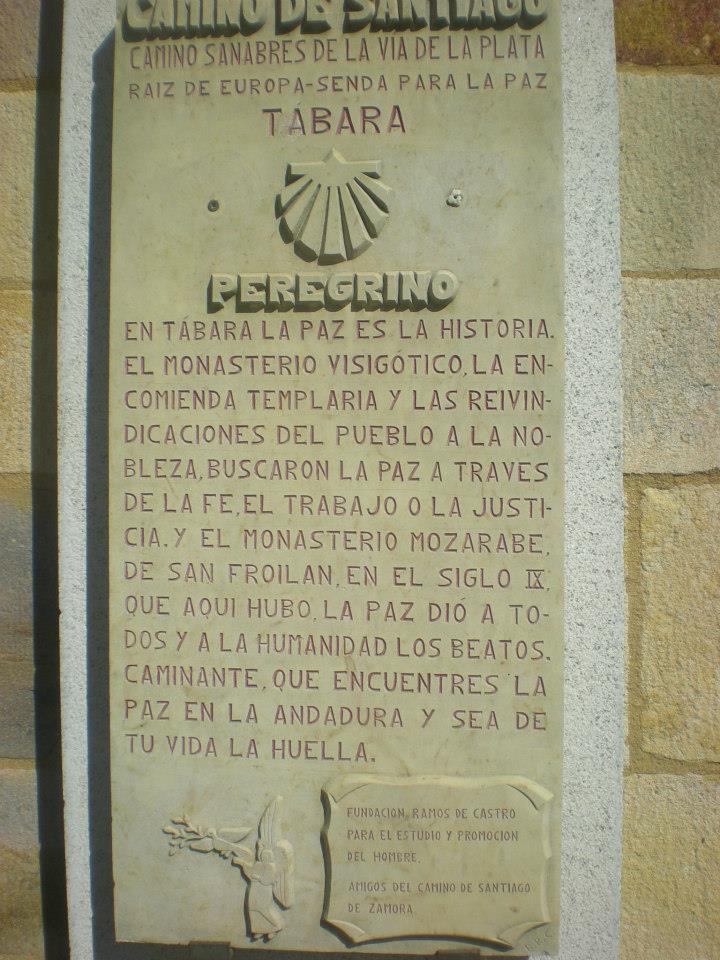 CAMINO DE SANTIAGO
CAMINO SANABRES DE LA VIA DE LA PLATA
RAIZ DE EUROPA-SENDA PARA LA PAZ
TÁBARA
PEREGRINO
EN TÁBARA LA PAZ ES LA HISTORIA.
EL MONASTERIO VISIGÓTICO, LA EN-
COMIENDA TEMPLARIA Y LAS REIVIN-
DICACIONES DEL PUEBLO A LA NO-
BLEZA, BUSCARON LA PAZ A TRAVES
DE LA FE, EL TRABAJO O LA JUSTI-
CIA. Y EL MONASTERIO MOZARABE,
DE SAN FROILAN, EN EL SIGLO IX,
QUE AQUI HUBO, LA PAZ DIÓ A TO-
DOS Y A LA HUMANIDAD LOS BEATOS.
CAMINANTE, QUE ENCUENTRES LA
PAZ EN LA ANDADURA Y SEA DE
TU VIDA LA HUELLA.
FUNDACION RAMOS DE CASTRO
PARA EL ESTUDIO Y PROMOCION
DEL HOMBRE.
AMIGOS DEL CAMINO DE SANTIAGO
DE ZAMORA